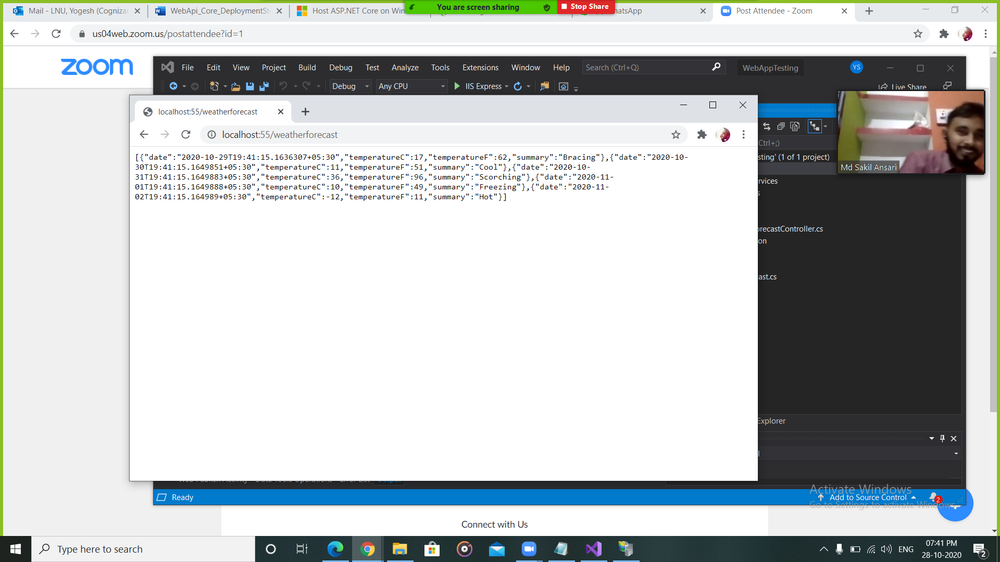 Mail - LNU, Yogesh (Cognizan
WebApi_Core_DeploymentSte
Host ASP.NET Core on Win
You are screen sharing
Stop Share
hatsApp
Post Attendee - Zoom
us04web.zoom.us/postattendee?id=1
zoom
File Edit View Project Build Debug Test Analyze Tools Extensions Window Help
Search (Ctrl+Q)
WebAppTesting
YS
Debug Any CPU IIS Express
Live Share
localhost:55/weatherforecast
localhost:55/weatherforecast
[{"date":"2020-10-29T19:41:15.1636307+05:30","temperatureC":17,"temperatureF":62,"summary":"Bracing"},{"date":"2020-10-
30T19:41:15.1649851+05:30","temperatureC":11,"temperatureF":51,"summary":"Cool"},{"date":"2020-10-
31T19:41:15.1649883+05:30","temperatureC":36,"temperatureF":96,"summary":"Scorching"},{"date":"2020-11-
01T19:41:15.1649888+05:30","temperatureC":10,"temperatureF":49,"summary":"Freezing"},{"date":"2020-11-
02T19:41:15.164989+05:30","temperatureC":-12,"temperatureF":11,"summary":"Hot"}]
Ctrl+;)
sting' (1 of 1 project)
Md Sakil Ansari
rvices
s
orecastController.cs
on
ast.cs
Explorer
Ready
Add to Source Control
2
Activate Windows
Go to Settings to activate Windows.
Connect with Us
Type here to search
ENG
07:41 PM
28-10-2020
2